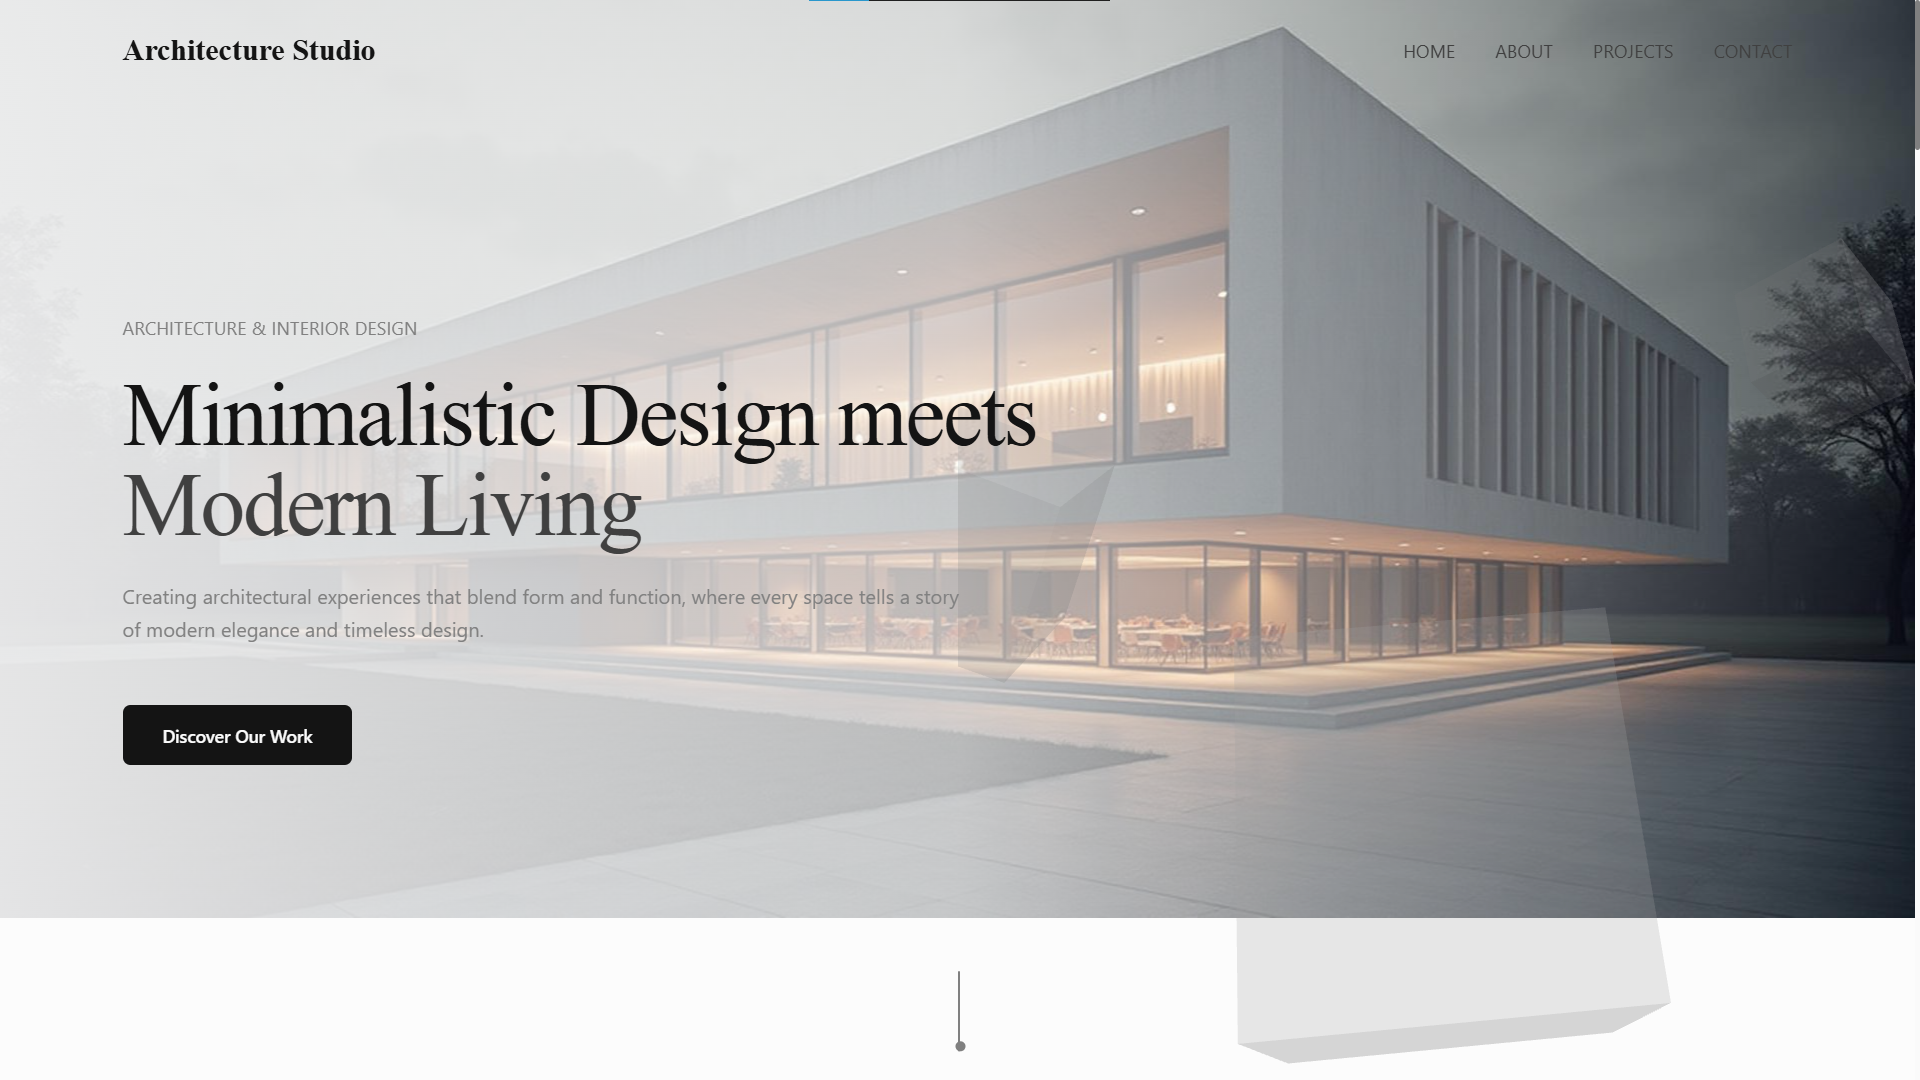 Architecture Studio
HOME ABOUT PROJECTS CONTACT
ARCHITECTURE & INTERIOR DESIGN
Minimalistic Design meets
Modern Living
Creating architectural experiences that blend form and function, where every space tells a story
of modern elegance and timeless design.
Discover Our Work